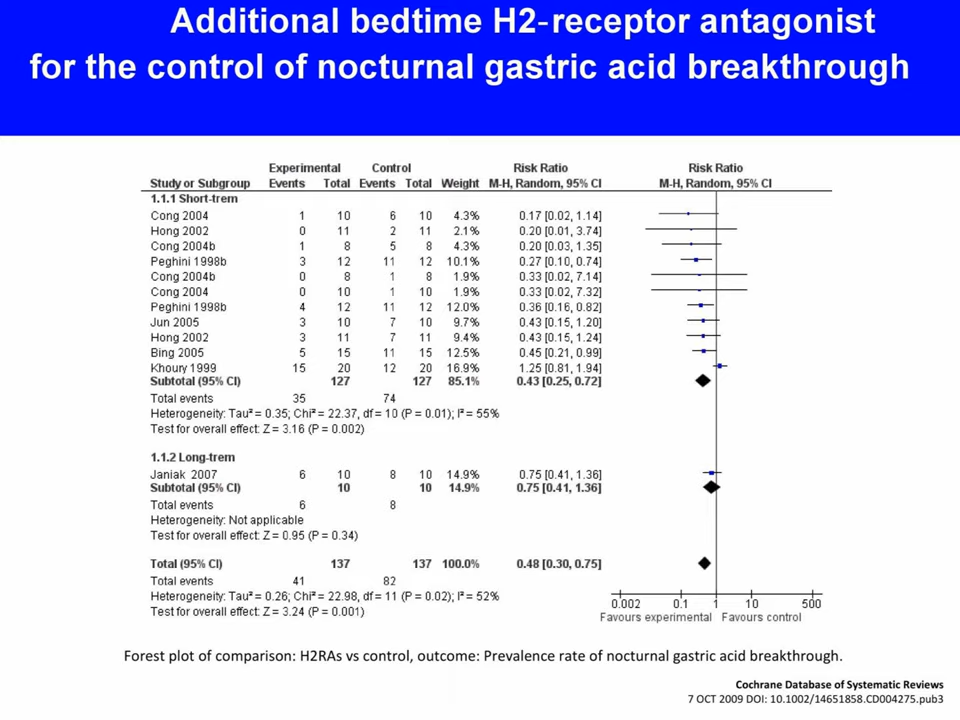 Additional bedtime H2-receptor antagonist
for the control of nocturnal gastric acid breakthrough
Experimental Control Risk Ratio Risk Ratio
Study or Subgroup Events Total Events Total Weight M-H, Random, 95% CI M-H, Random, 95% CI
1.1.1 Short-trem
Cong 2004 1 10 6 10 4.3% 0.17 [0.02, 1.14]
Hong 2002 0 11 2 11 2.1% 0.20 [0.01, 3.74]
Cong 2004b 1 8 5 8 4.3% 0.20 [0.03, 1.35]
Peghini 1998b 3 12 11 12 10.1% 0.27 [0.10, 0.74]
Cong 2004b 0 8 1 8 1.9% 0.33 [0.02, 7.14]
Cong 2004 0 10 1 10 1.9% 0.33 [0.02, 7.32]
Peghini 1998b 4 12 11 12 12.0% 0.36 [0.16, 0.82]
Jun 2005 3 10 7 10 9.7% 0.43 [0.15, 1.20]
Hong 2002 3 11 7 11 9.4% 0.43 [0.15, 1.24]
Bing 2005 5 15 11 15 12.5% 0.45 [0.21, 0.99]
Khoury 1999 15 20 12 20 16.9% 1.25 [0.81, 1.94]
Subtotal (95% CI) 127 127 85.1% 0.43 [0.25, 0.72]
Total events 35 74
Heterogeneity: Tau² = 0.35; Chi² = 22.37, df = 10 (P = 0.01); I² = 55%
Test for overall effect: Z = 3.16 (P = 0.002)
1.1.2 Long-trem
Janiak 2007 6 10 8 10 14.9% 0.75 [0.41, 1.36]
Subtotal (95% CI) 10 10 14.9% 0.75 [0.41, 1.36]
Total events 6 8
Heterogeneity: Not applicable
Test for overall effect: Z = 0.95 (P = 0.34)
Total (95% CI) 137 137 100.0% 0.48 [0.30, 0.75]
Total events 41 82
Heterogeneity: Tau² = 0.26; Chi² = 22.98, df = 11 (P = 0.02); I² = 52%
Test for overall effect: Z = 3.24 (P = 0.001)
0.002 0.1 1 10 500
Favours experimental Favours control
Forest plot of comparison: H2RAs vs control, outcome: Prevalence rate of nocturnal gastric acid breakthrough.
Cochrane Database of Systematic Reviews
7 OCT 2009 DOI: 10.1002/14651858.CD004275.pub3